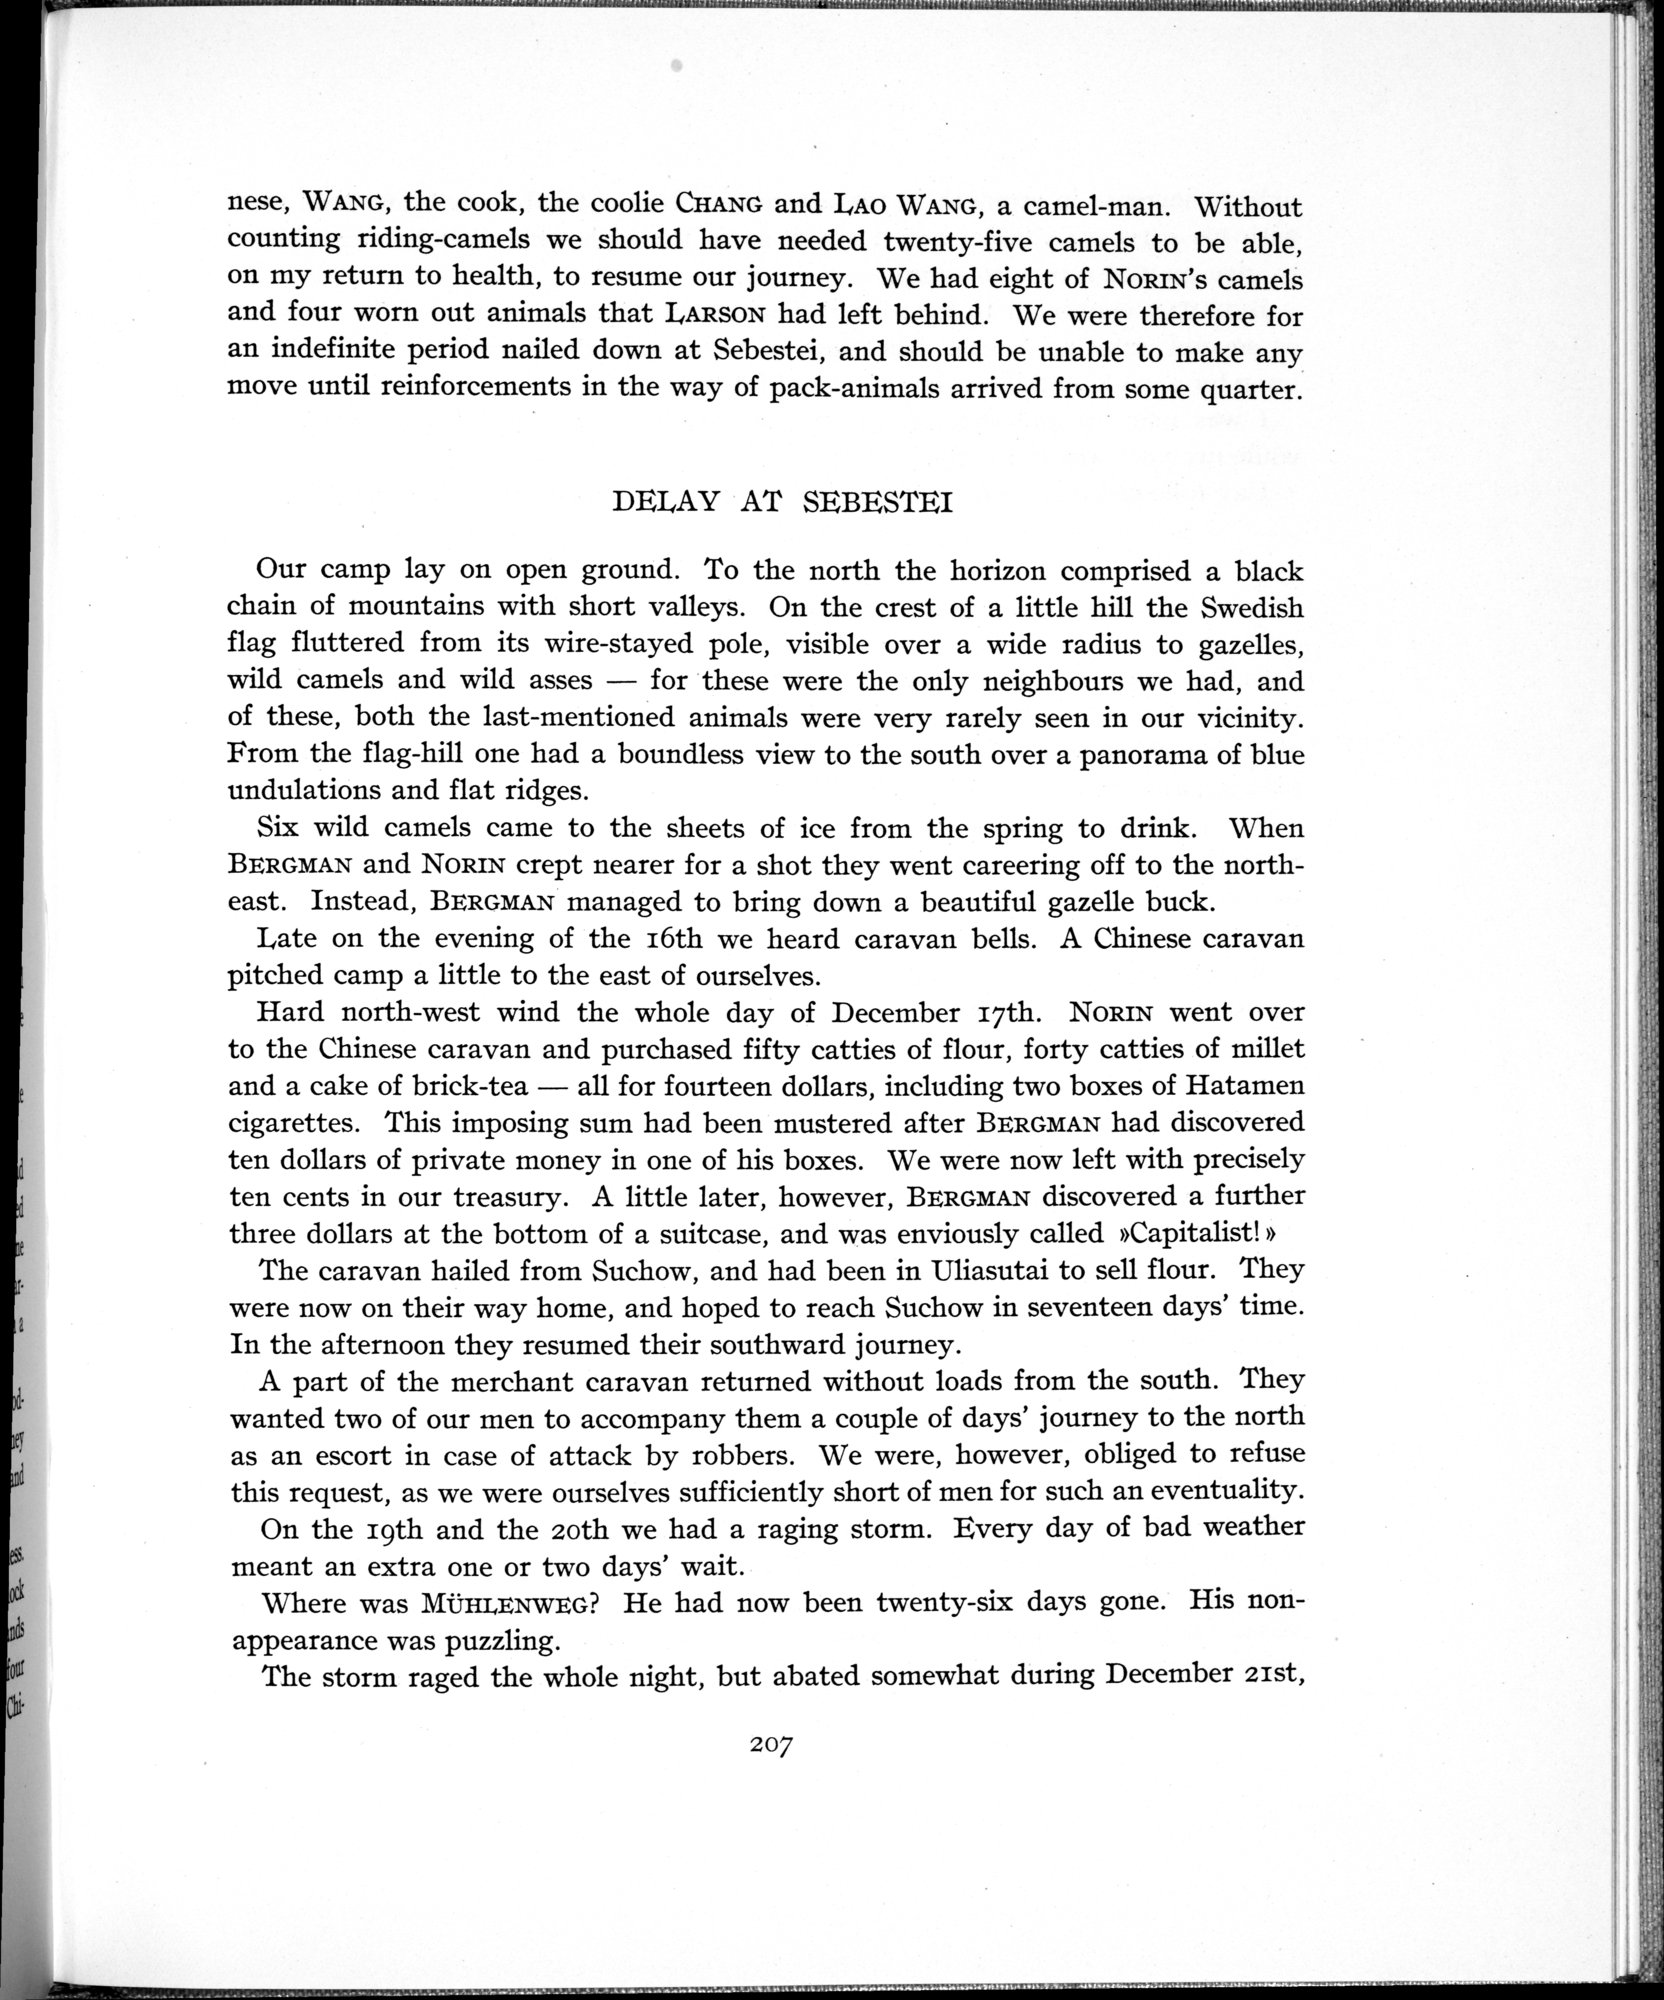 nese, WANG, the cook, the coolie CHANG and LAO WANG, a camel-man. Without
counting riding-camels we should have needed twenty-five camels to be able,
on my return to health, to resume our journey. We had eight of NORIN'S camels
and four worn out animals that LARSON had left behind. We were therefore for
an indefinite period nailed down at Sebestei, and should be unable to make any
move until reinforcements in the way of pack-animals arrived from some quarter.
DELAY AT SEBESTEI
Our camp lay on open ground. To the north the horizon comprised a black
chain of mountains with short valleys. On the crest of a little hill the Swedish
flag fluttered from its wire-stayed pole, visible over a wide radius to gazelles,
wild camels and wild asses — for these were the only neighbours we had, and
of these, both the last-mentioned animals were very rarely seen in our vicinity.
From the flag-hill one had a boundless view to the south over a panorama of blue
undulations and flat ridges.
Six wild camels came to the sheets of ice from the spring to drink. When
BERGMAN and NORIN crept nearer for a shot they went careering off to the north-
east. Instead, BERGMAN managed to bring down a beautiful gazelle buck.
Late on the evening of the 16th we heard caravan bells. A Chinese caravan
pitched camp a little to the east of ourselves.
Hard north-west wind the whole day of December 17th. NORIN went over
to the Chinese caravan and purchased fifty catties of flour, forty catties of millet
and a cake of brick-tea — all for fourteen dollars, including two boxes of Hatamen
cigarettes. This imposing sum had been mustered after BERGMAN had discovered
ten dollars of private money in one of his boxes. We were now left with precisely
ten cents in our treasury. A little later, however, BERGMAN discovered a further
three dollars at the bottom of a suitcase, and was enviously called »Capitalist!»
The caravan hailed from Suchow, and had been in Uliasutai to sell flour. They
were now on their way home, and hoped to reach Suchow in seventeen days' time.
In the afternoon they resumed their southward journey.
A part of the merchant caravan returned without loads from the south. They
wanted two of our men to accompany them a couple of days' journey to the north
as an escort in case of attack by robbers. We were, however, obliged to refuse
this request, as we were ourselves sufficiently short of men for such an eventuality.
On the 19th and the 20th we had a raging storm. Every day of bad weather
meant an extra one or two days' wait.
Where was MÜHLENWEG? He had now been twenty-six days gone. His non-
appearance was puzzling.
The storm raged the whole night, but abated somewhat during December 21st,
207